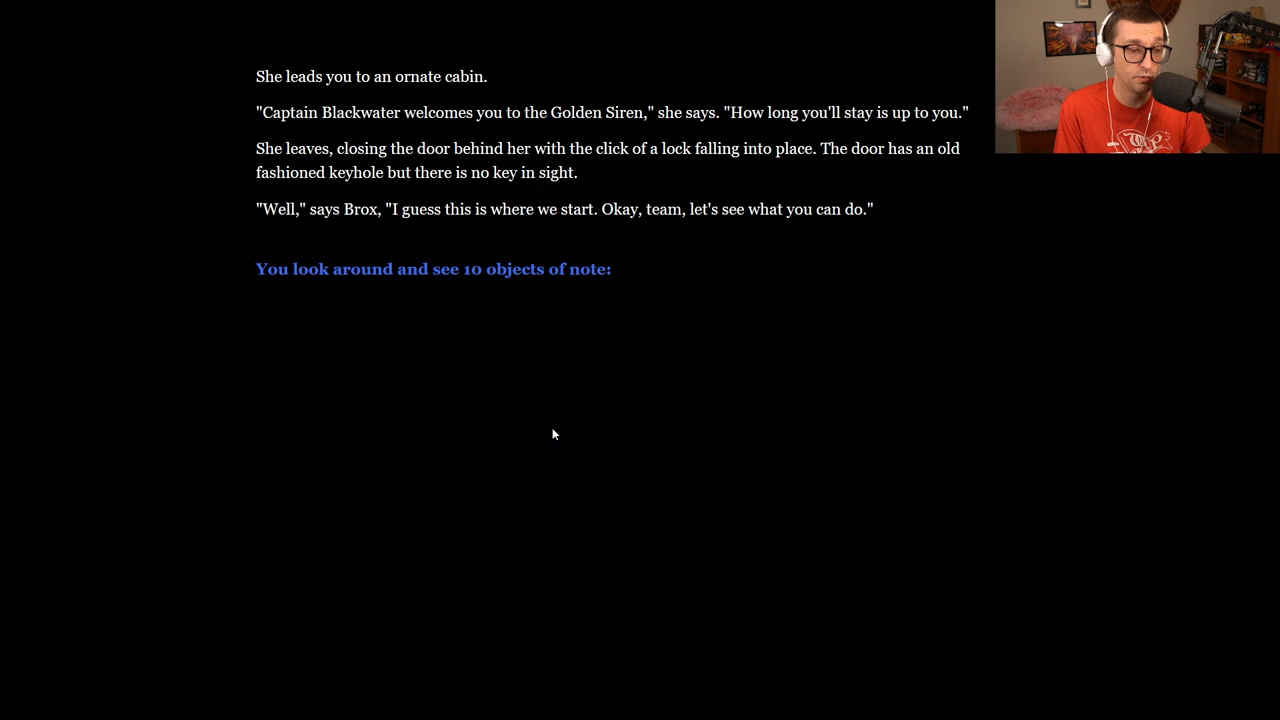 She leads you to an ornate cabin.
"Captain Blackwater welcomes you to the Golden Siren," she says. "How long you'll stay is up to you."
She leaves, closing the door behind her with the click of a lock falling into place. The door has an old
fashioned keyhole but there is no key in sight.
"Well," says Brox, "I guess this is where we start. Okay, team, let's see what you can do."
You look around and see 10 objects of note: